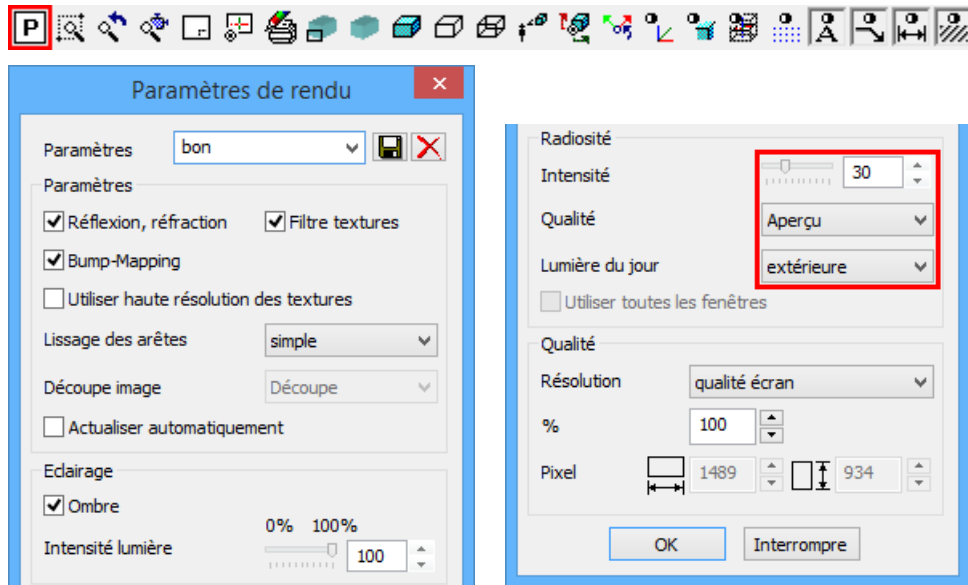 P
A
Paramètres de rendu
Paramètres bon
Paramètres
Réflexion, réfraction Filtre textures
Bump-Mapping
Utiliser haute résolution des textures
Lissage des arêtes simple
Découpe image Découpe
Actualiser automatiquement
Eclairage
Ombre
0% 100%
Intensité lumière 100
Radiosité
Intensité 30
Qualité Aperçu
Lumière du jour extérieure
Utiliser toutes les fenêtres
Qualité
Résolution qualité écran
% 100
Pixel 1489 934
OK Interrompre